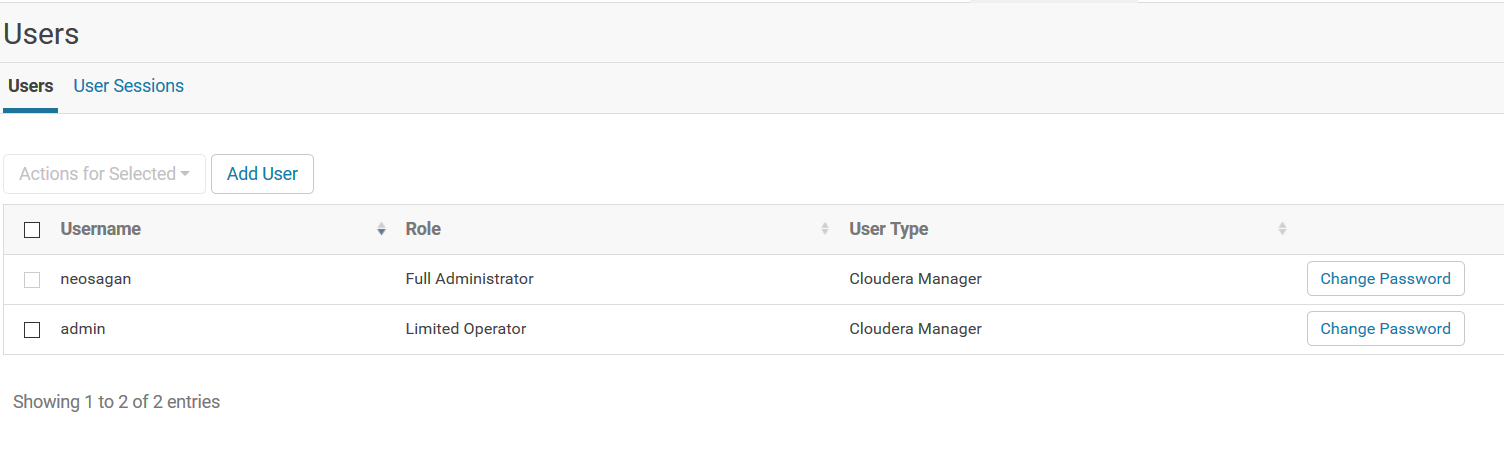 Users
Users User Sessions
Actions for Selected Add User
Username Role User Type
neosagan Full Administrator Cloudera Manager Change Password
admin Limited Operator Cloudera Manager Change Password
Showing 1 to 2 of 2 entries